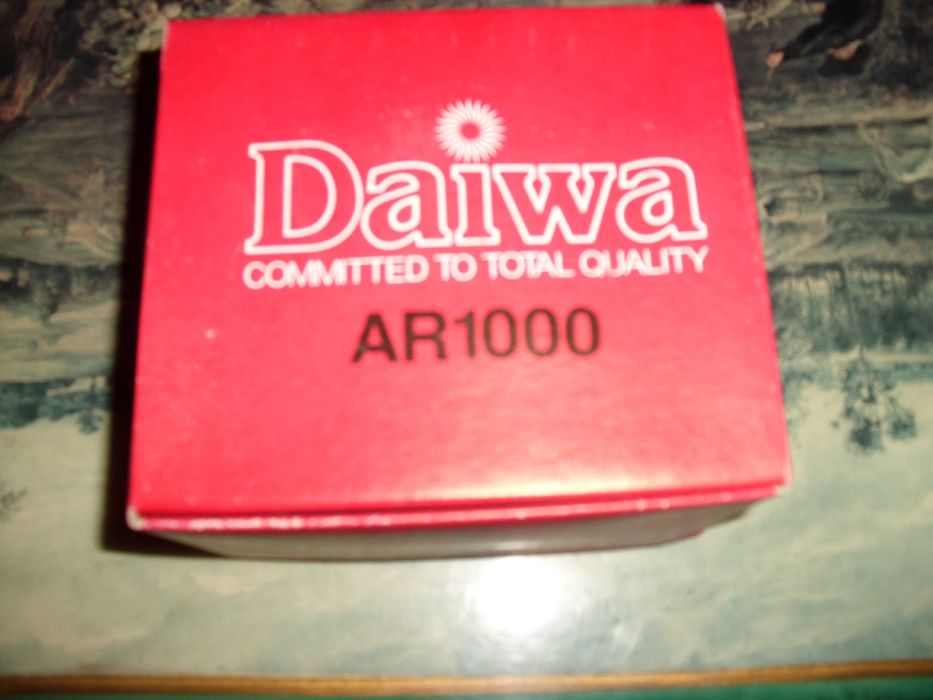 Daiwa
COMMITTED TO TOTAL QUALITY
AR1000